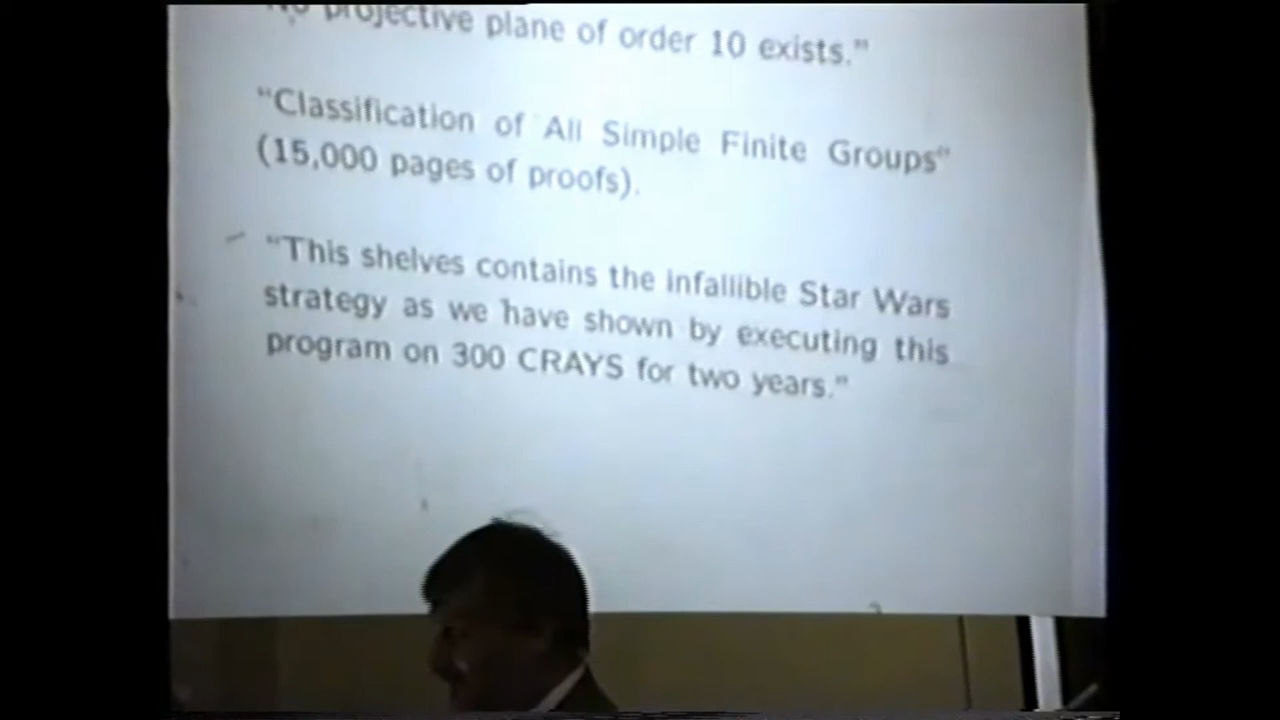 "No projective plane of order 10 exists."
"Classification of All Simple Finite Groups"
(15,000 pages of proofs).
"This shelves contains the infallible Star Wars
strategy as we have shown by executing this
program on 300 CRAYS for two years."